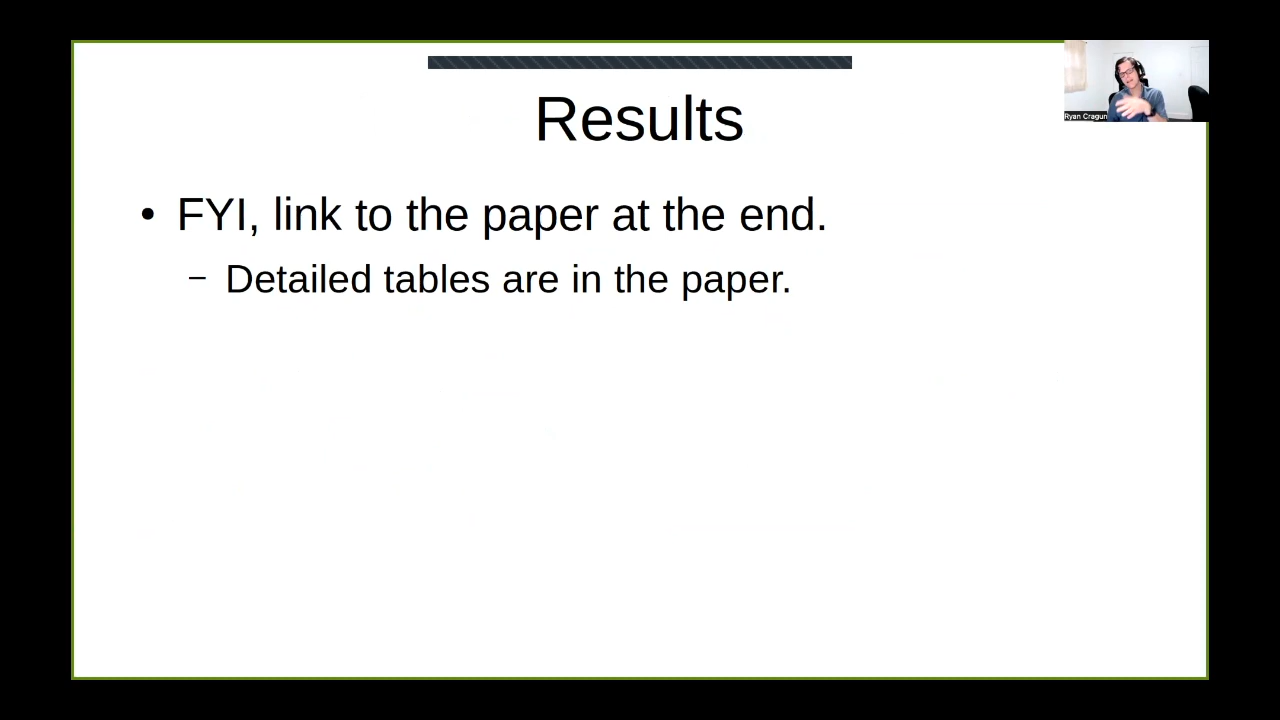 Results
• FYI, link to the paper at the end.
– Detailed tables are in the paper.
Ryan Cragun